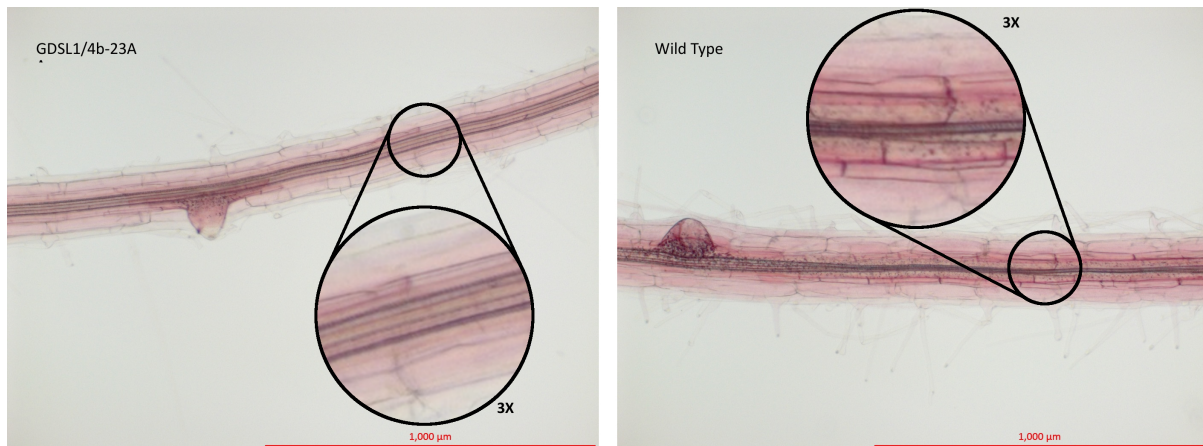 GDSL1/4b-23A
3X
1,000 µm
Wild Type
3X
1,000 µm